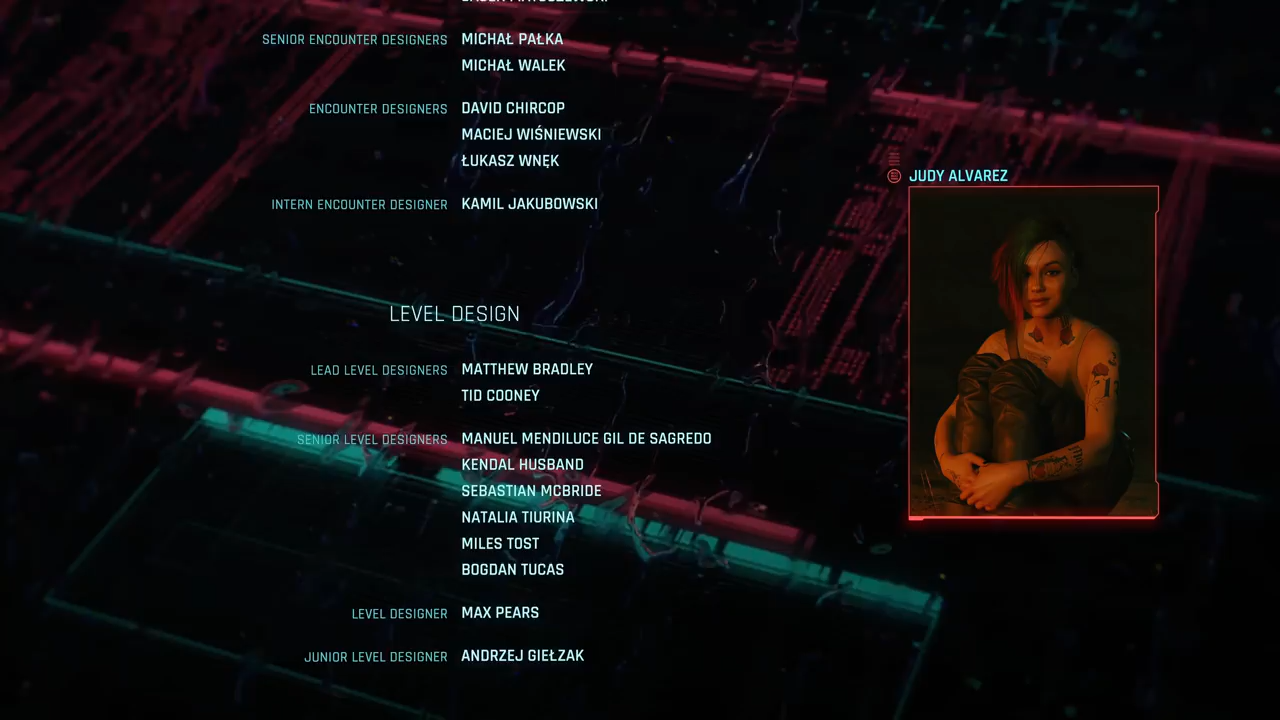 SENIOR ENCOUNTER DESIGNERS MICHAŁ PAŁKA
MICHAŁ WALEK
ENCOUNTER DESIGNERS DAVID CHIRCOP
MACIEJ WIŚNIEWSKI
ŁUKASZ WNĘK
INTERN ENCOUNTER DESIGNER KAMIL JAKUBOWSKI
LEVEL DESIGN
LEAD LEVEL DESIGNERS MATTHEW BRADLEY
TID COONEY
SENIOR LEVEL DESIGNERS MANUEL MENDILUCE GIL DE SAGREDO
KENDAL HUSBAND
SEBASTIAN MCBRIDE
NATALIA TIURINA
MILES TOST
BOGDAN TUCAS
LEVEL DESIGNER MAX PEARS
JUNIOR LEVEL DESIGNER ANDRZEJ GIEŁZAK
JUDY ALVAREZ